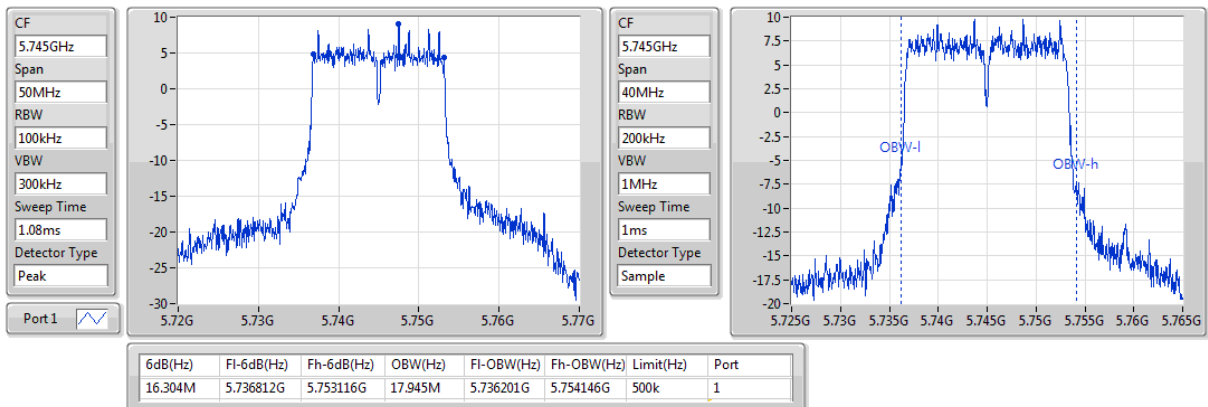 CF
5.745GHz
Span
50MHz
RBW
100kHz
VBW
300kHz
Sweep Time
1.08ms
Detector Type
Peak
Port 1
10
5
0
-5
-10
-15
-20
-25
-30
5.72G 5.73G 5.74G 5.75G 5.76G 5.77G
CF
5.745GHz
Span
40MHz
RBW
200kHz
VBW
1MHz
Sweep Time
1ms
Detector Type
Sample
10
7.5
5
2.5
0
-2.5
-5
-7.5
-10
-12.5
-15
-17.5
-20
OBW-l
OBW-h
5.725G 5.73G 5.735G 5.74G 5.745G 5.75G 5.755G 5.76G 5.765G
6dB(Hz) Fl-6dB(Hz) Fh-6dB(Hz) OBW(Hz) Fl-OBW(Hz) Fh-OBW(Hz) Limit(Hz) Port
16.304M 5.736812G 5.753116G 17.945M 5.736201G 5.754146G 500k 1